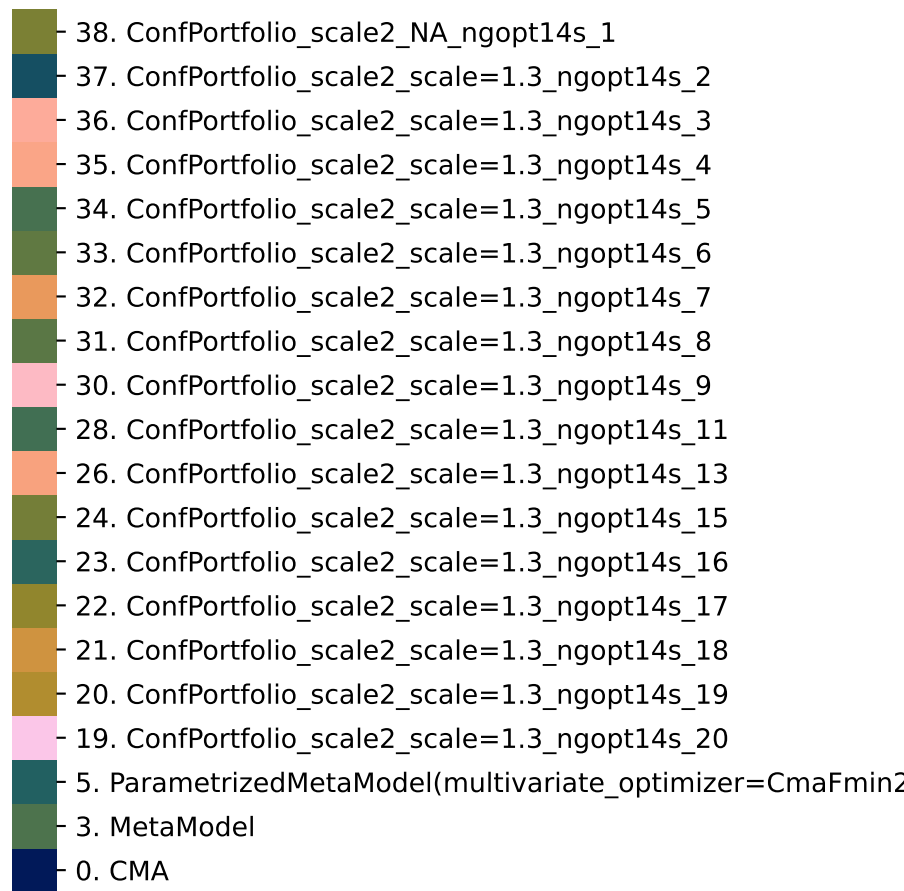 38. ConfPortfolio_scale2_NA_ngopt14s_1
37. ConfPortfolio_scale2_scale=1.3_ngopt14s_2
36. ConfPortfolio_scale2_scale=1.3_ngopt14s_3
35. ConfPortfolio_scale2_scale=1.3_ngopt14s_4
34. ConfPortfolio_scale2_scale=1.3_ngopt14s_5
33. ConfPortfolio_scale2_scale=1.3_ngopt14s_6
32. ConfPortfolio_scale2_scale=1.3_ngopt14s_7
31. ConfPortfolio_scale2_scale=1.3_ngopt14s_8
30. ConfPortfolio_scale2_scale=1.3_ngopt14s_9
28. ConfPortfolio_scale2_scale=1.3_ngopt14s_11
26. ConfPortfolio_scale2_scale=1.3_ngopt14s_13
24. ConfPortfolio_scale2_scale=1.3_ngopt14s_15
23. ConfPortfolio_scale2_scale=1.3_ngopt14s_16
22. ConfPortfolio_scale2_scale=1.3_ngopt14s_17
21. ConfPortfolio_scale2_scale=1.3_ngopt14s_18
20. ConfPortfolio_scale2_scale=1.3_ngopt14s_19
19. ConfPortfolio_scale2_scale=1.3_ngopt14s_20
5. ParametrizedMetaModel(multivariate_optimizer=CmaFmin2
3. MetaModel
0. CMA